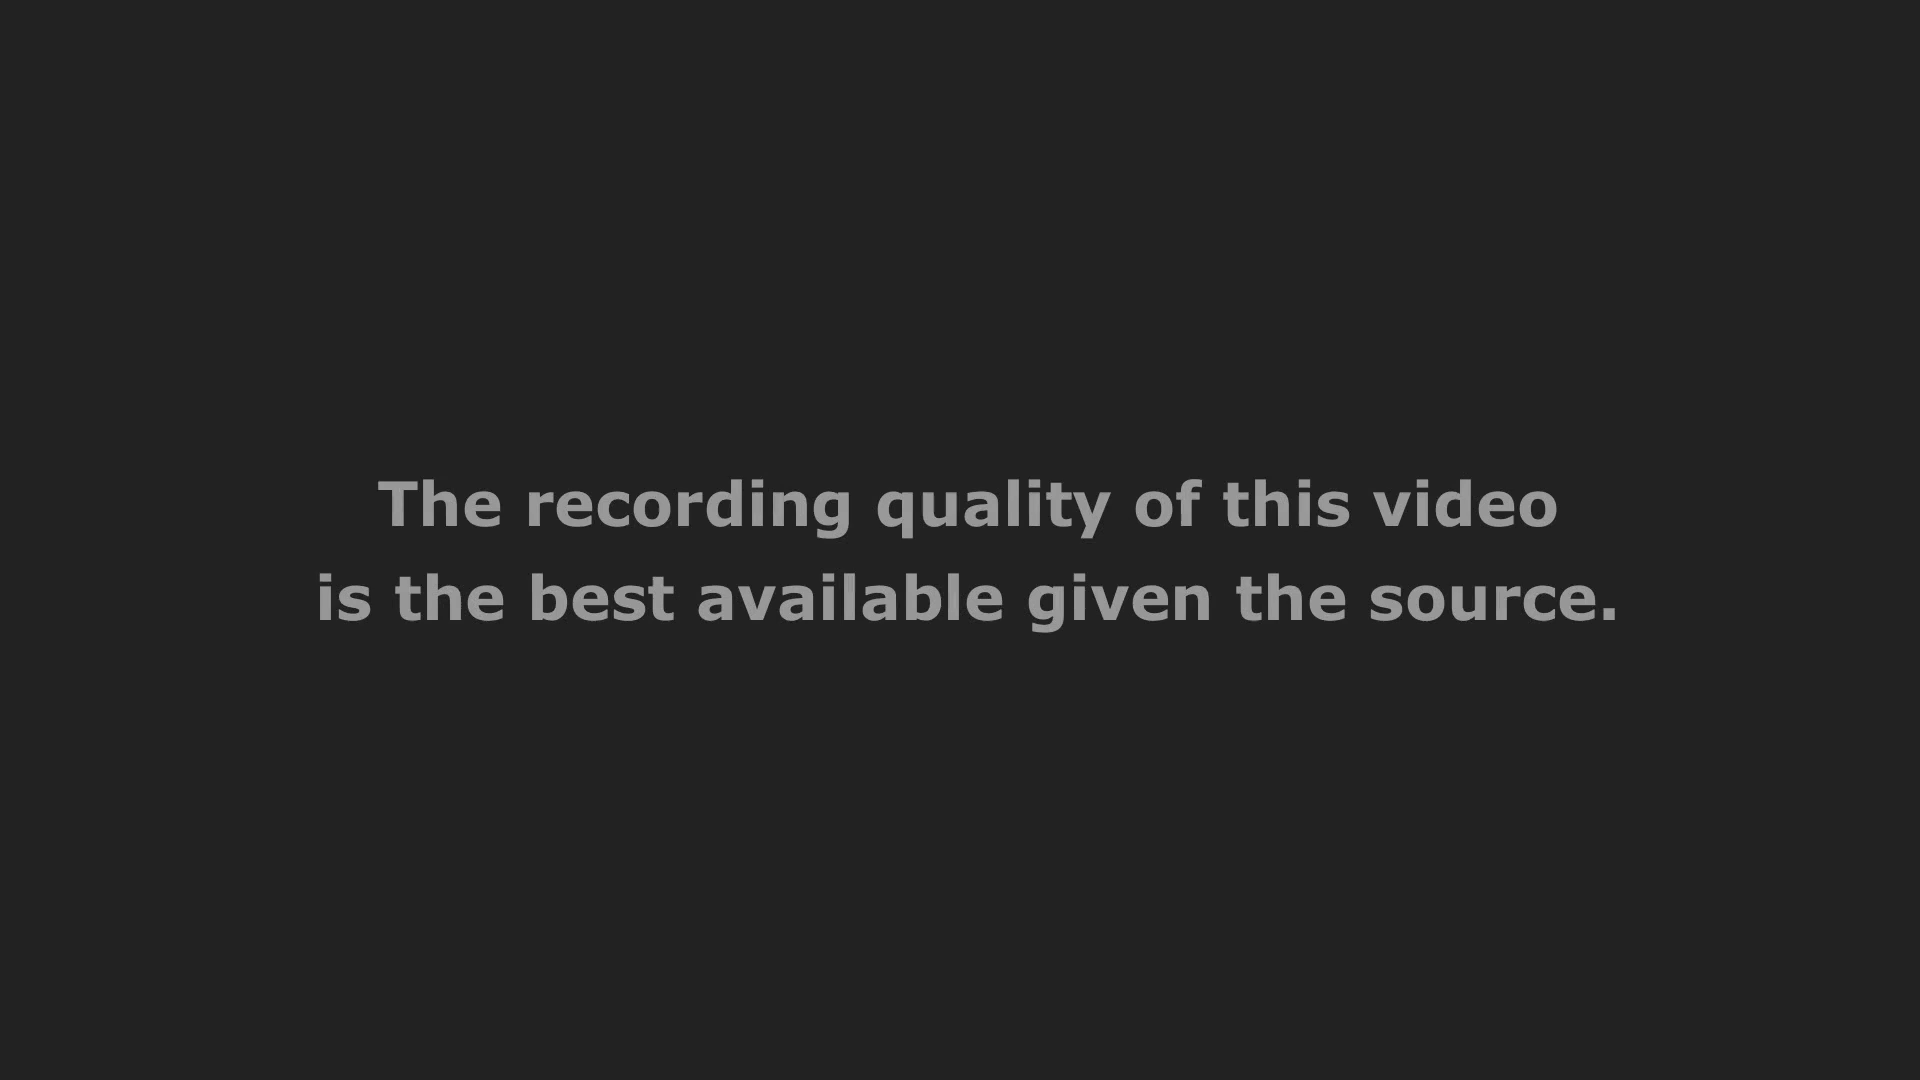 The recording quality of this video
is the best available given the source.